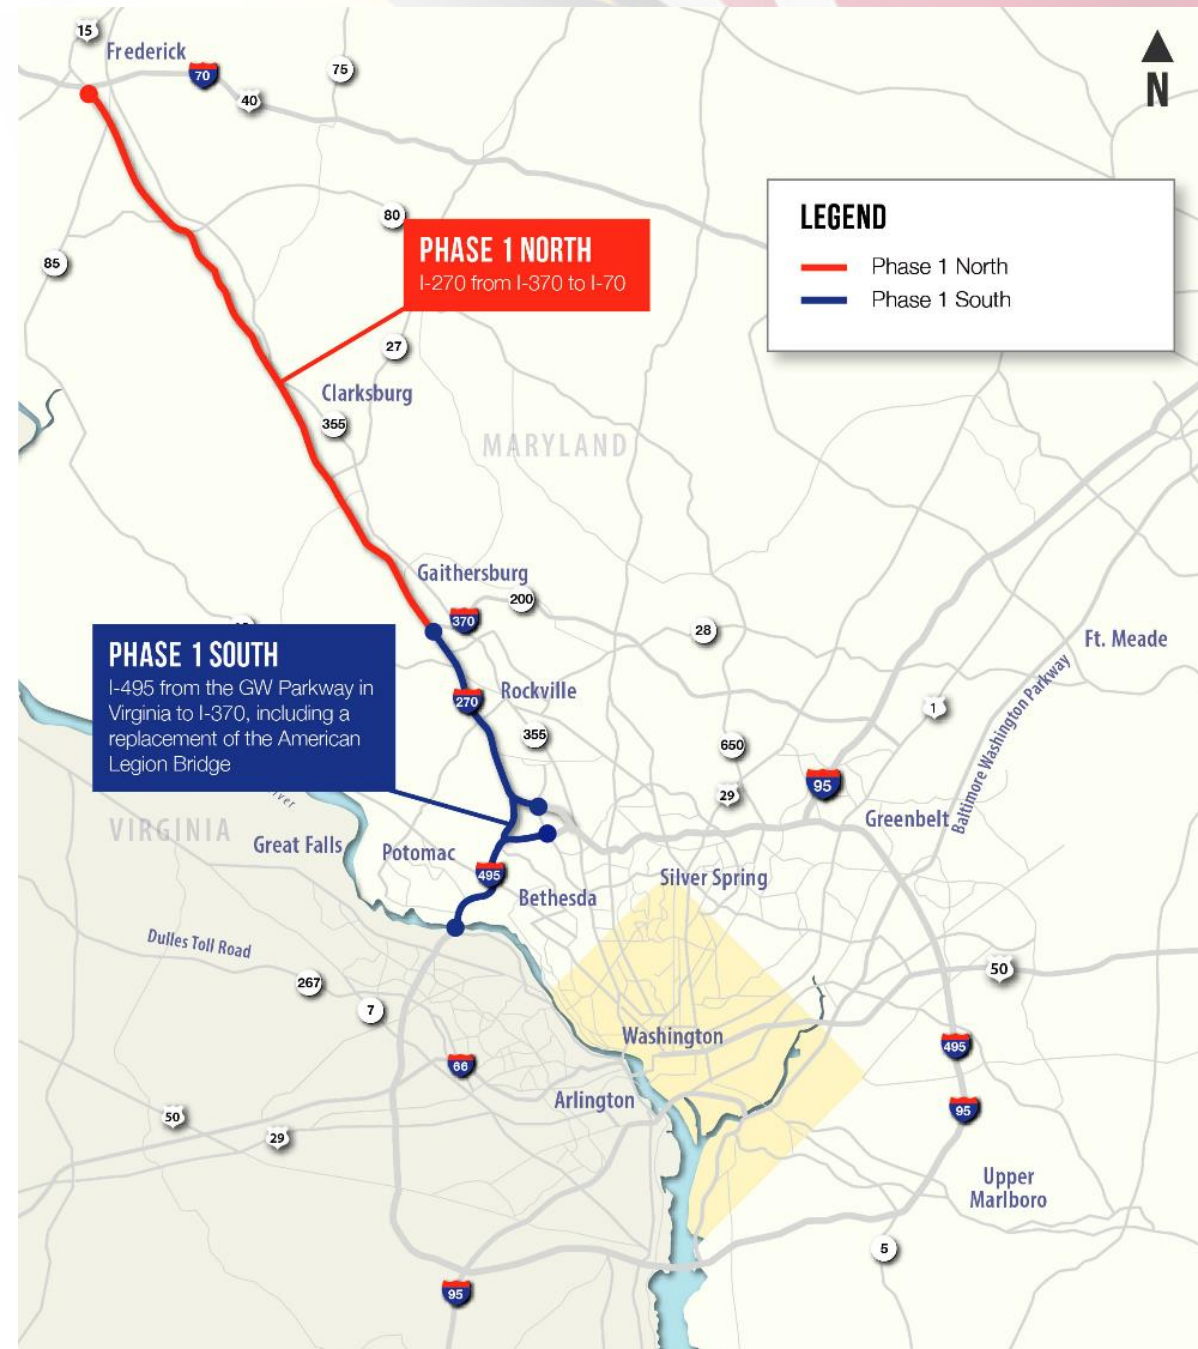 15
Frederick
70
75
40
N
80
PHASE 1 NORTH
I-270 from I-370 to I-70
LEGEND
Phase 1 North
Phase 1 South
85
27
Clarksburg
355
MARYLAND
Gaithersburg
200
370
28
Ft. Meade
PHASE 1 SOUTH
I-495 from the GW Parkway in
Virginia to I-370, including a
replacement of the American
Legion Bridge
270
Rockville
355
1
Baltimore Washington Parkway
650
29
95
Greenbelt
VIRGINIA
Great Falls
Potomac
495
Bethesda
Silver Spring
Dulles Toll Road
267
7
50
Washington
66
495
Arlington
50
29
95
Upper
Marlboro
5
95